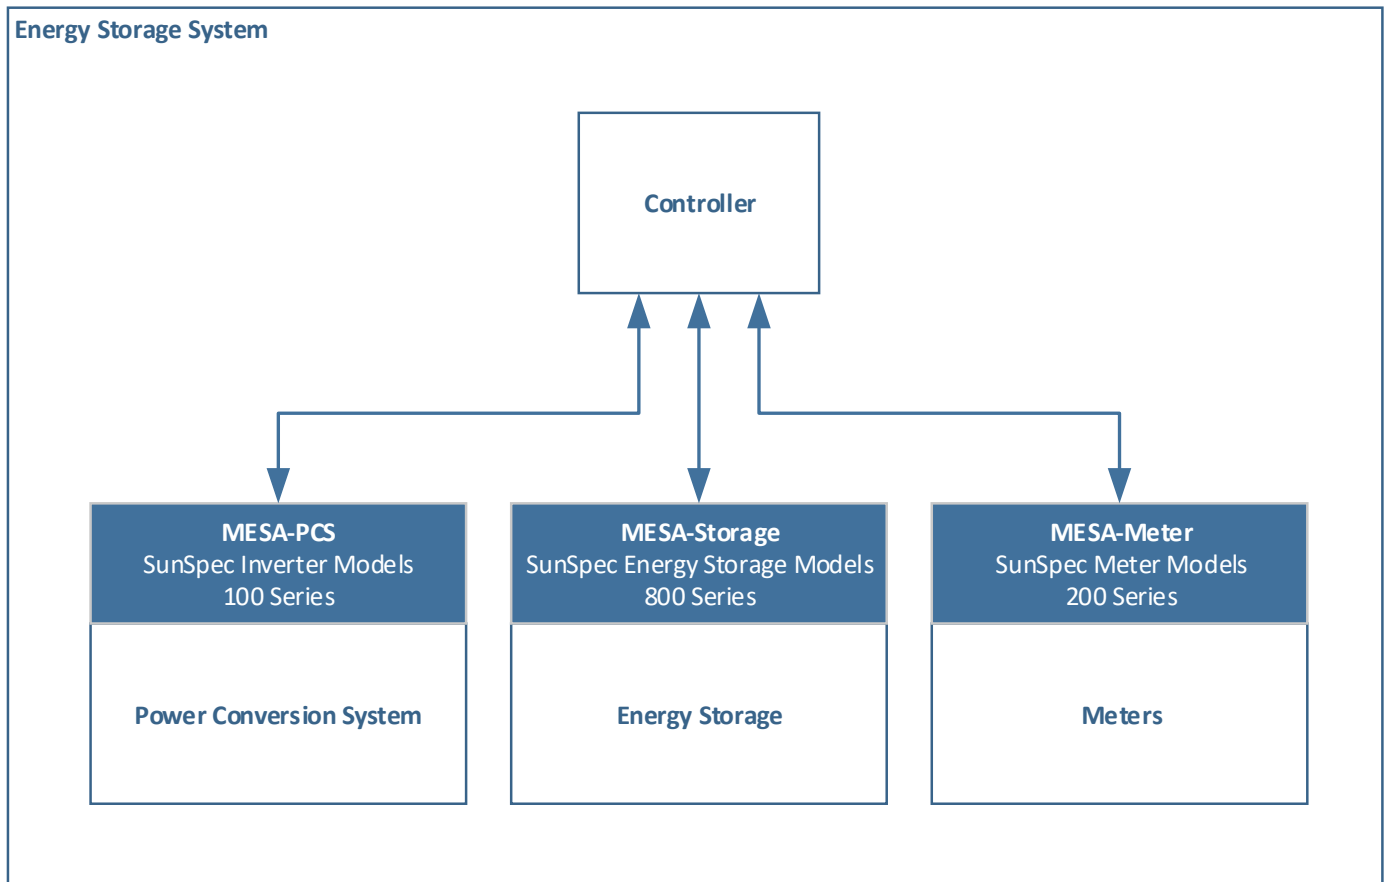 Energy Storage System
Controller
MESA-PCS
SunSpec Inverter Models
100 Series
Power Conversion System
MESA-Storage
SunSpec Energy Storage Models
800 Series
Energy Storage
MESA-Meter
SunSpec Meter Models
200 Series
Meters